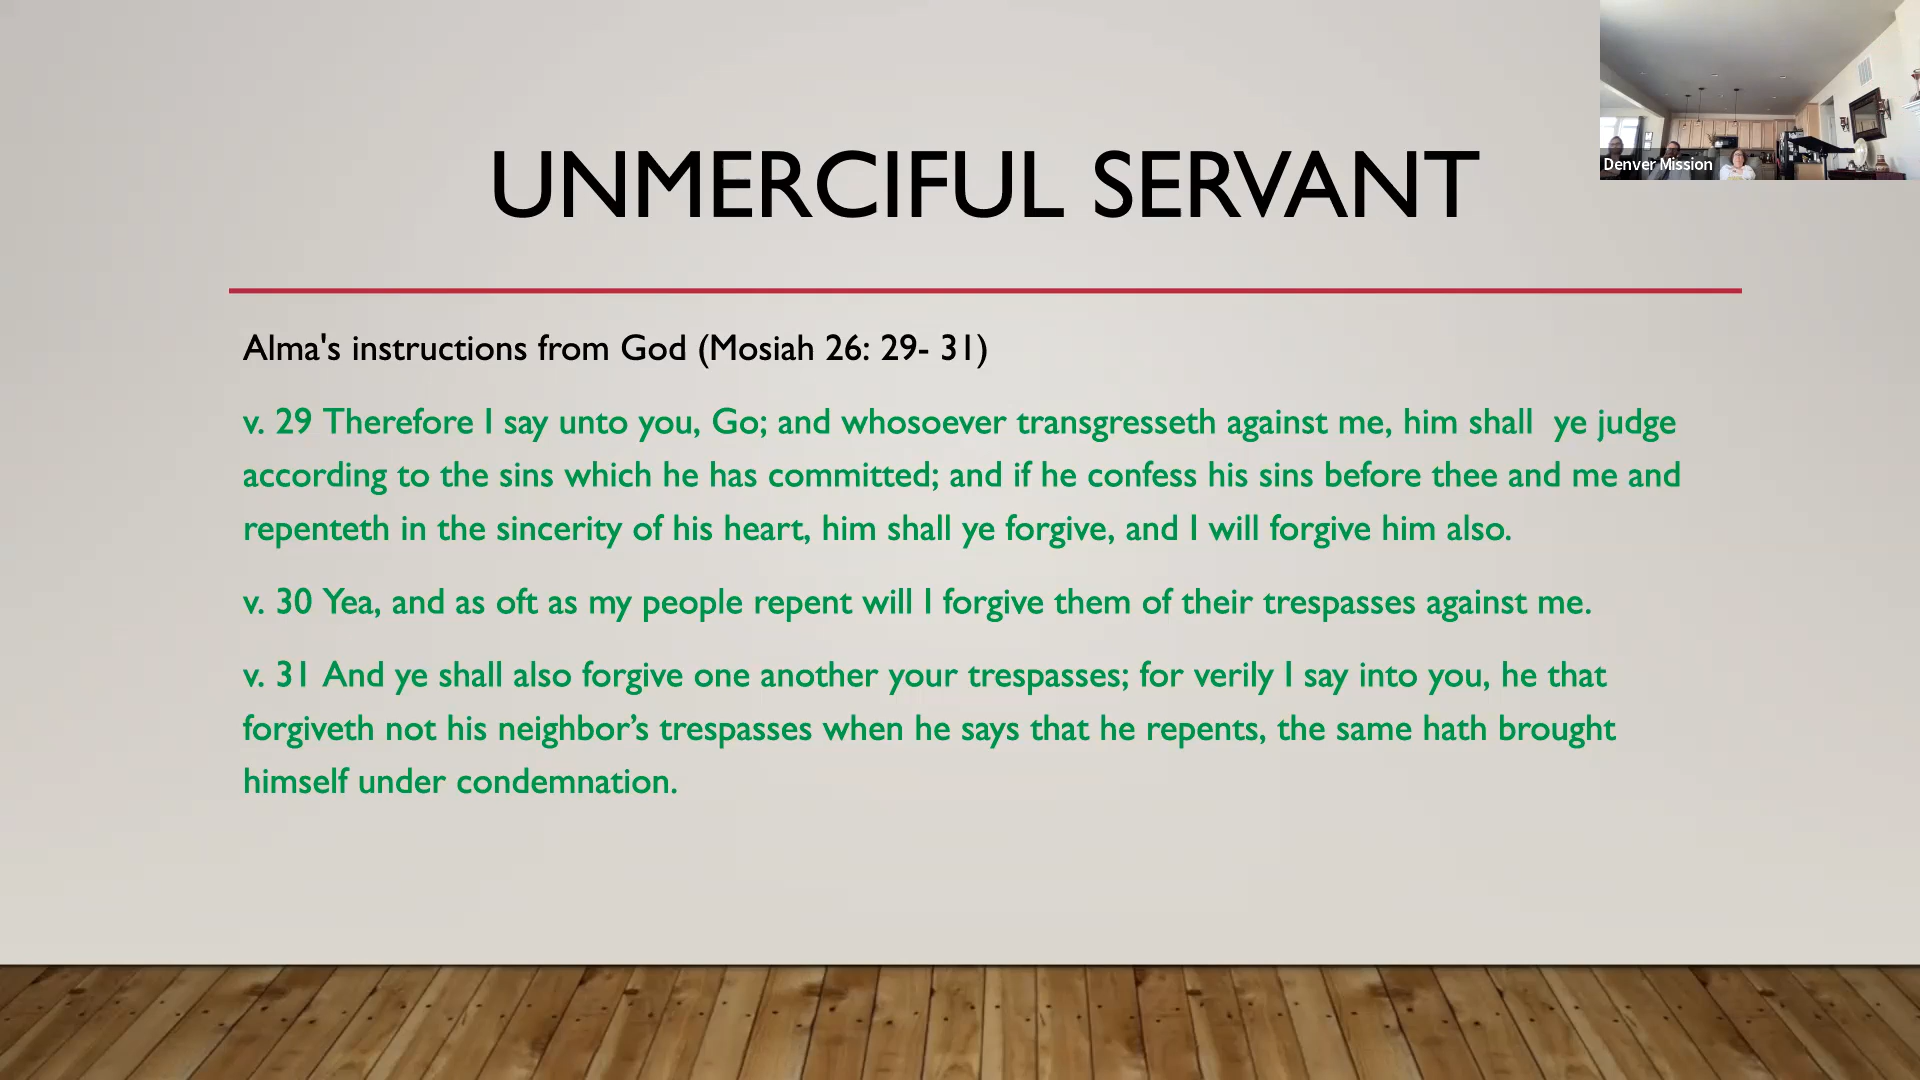 UNMERCIFUL SERVANT
Denver Mission
Alma's instructions from God (Mosiah 26: 29- 31)
v. 29 Therefore I say unto you, Go; and whosoever transgresseth against me, him shall  ye judge
according to the sins which he has committed; and if he confess his sins before thee and me and
repenteth in the sincerity of his heart, him shall ye forgive, and I will forgive him also.
v. 30 Yea, and as oft as my people repent will I forgive them of their trespasses against me.
v. 31 And ye shall also forgive one another your trespasses; for verily I say into you, he that
forgiveth not his neighbor’s trespasses when he says that he repents, the same hath brought
himself under condemnation.